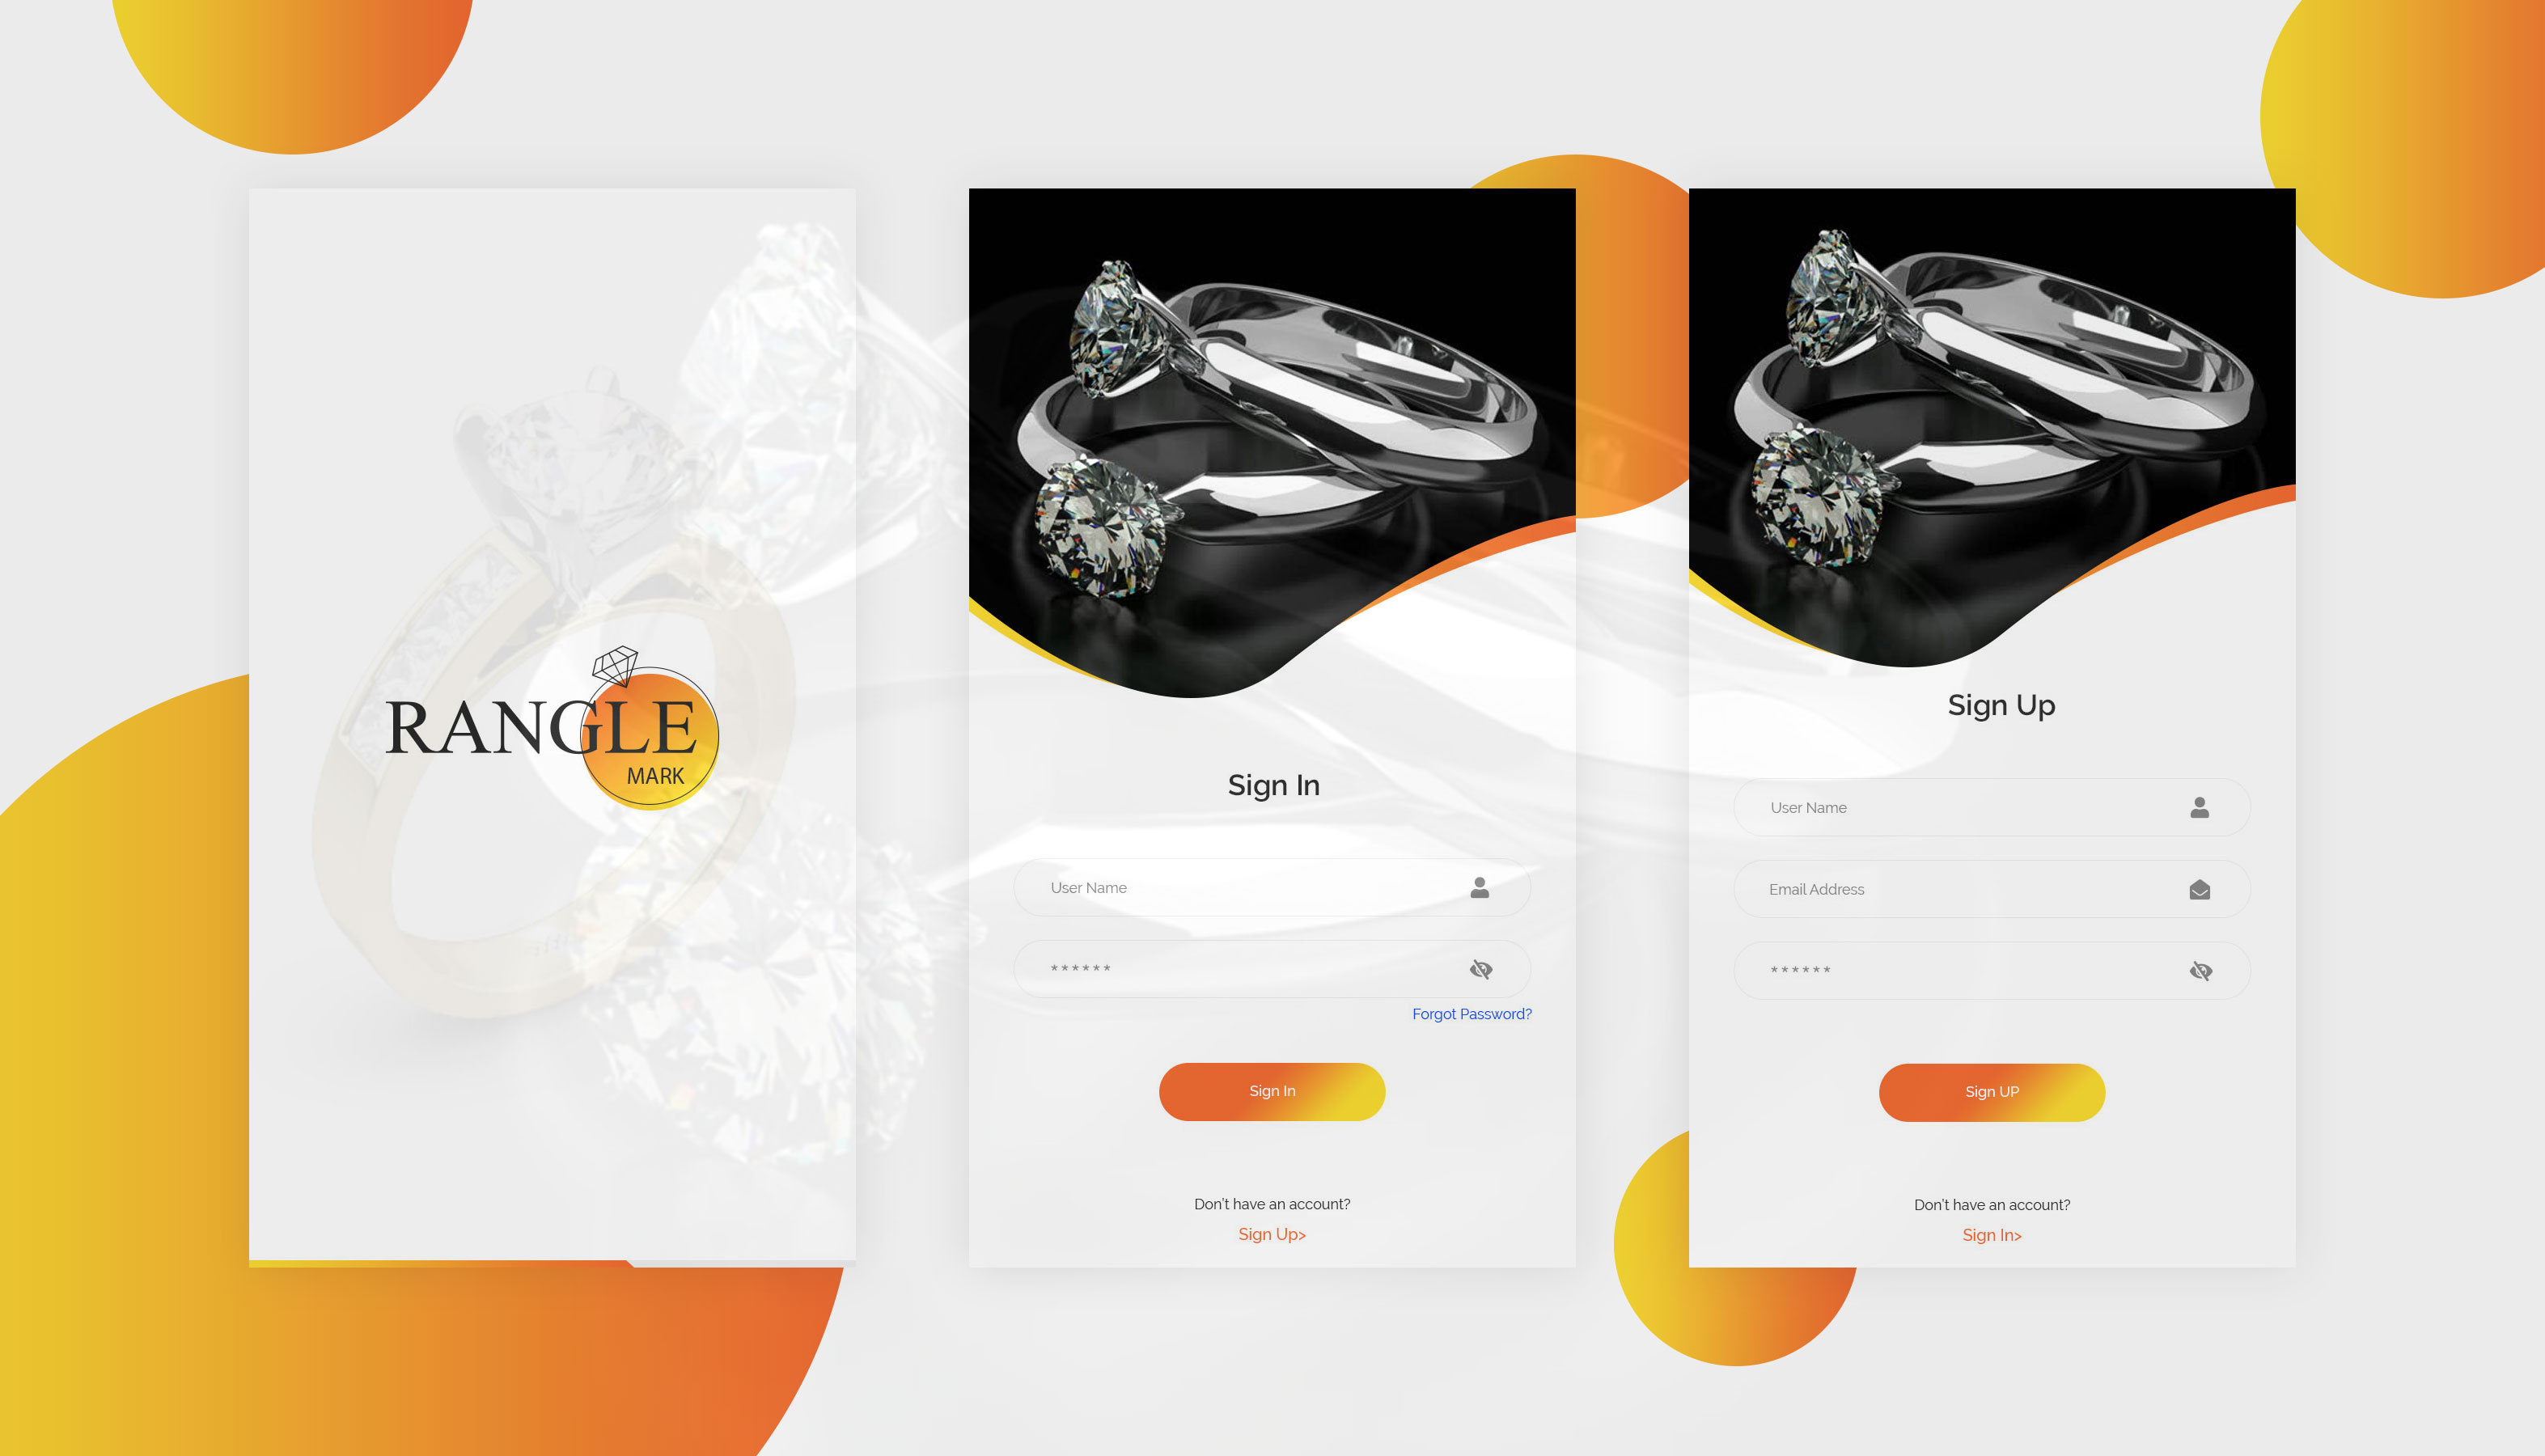 RANGLE
MARK
Sign In
User Name
******
Forgot Password?
Sign In
Don't have an account?
Sign Up>
Sign Up
User Name
Email Address
******
Sign UP
Don't have an account?
Sign In>